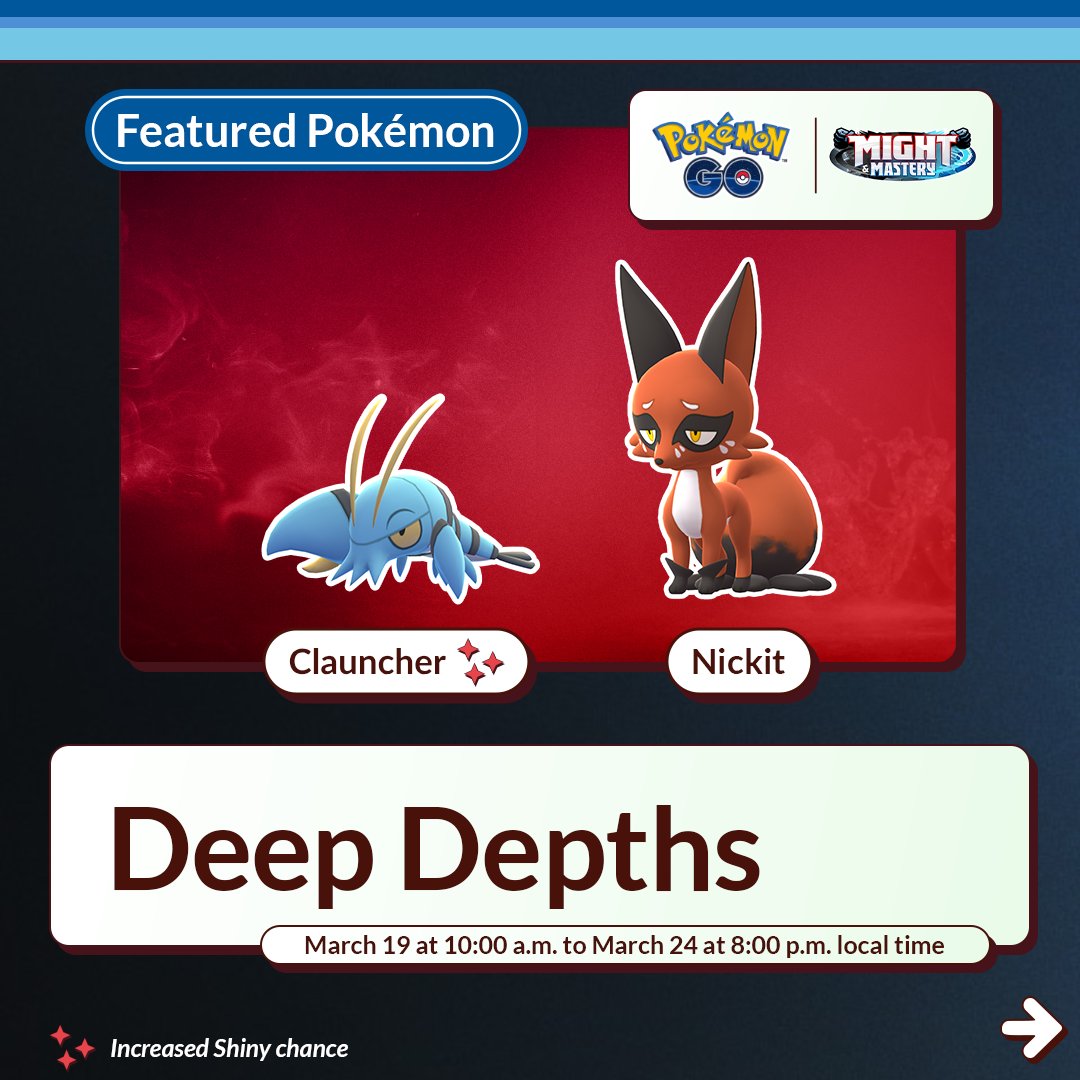 Featured Pokémon
POKÉMON
GO
MIGHT
& MASTERY
Clauncher
Nickit
Deep Depths
March 19 at 10:00 a.m. to March 24 at 8:00 p.m. local time
Increased Shiny chance